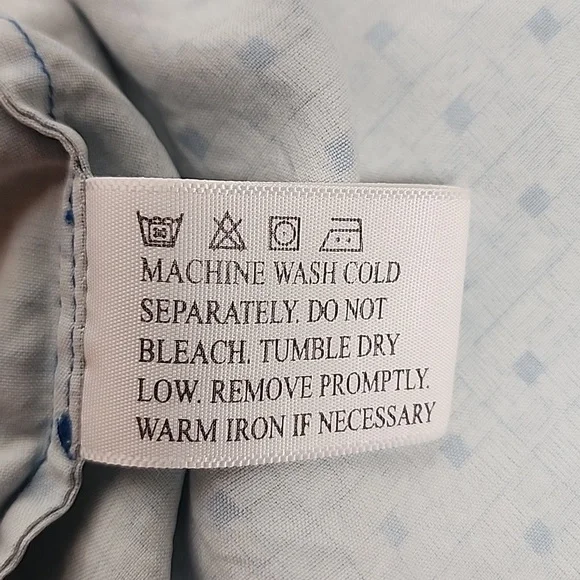 MACHINE WASH COLD
SEPARATELY. DO NOT
BLEACH. TUMBLE DRY
LOW. REMOVE PROMPTLY.
WARM IRON IF NECESSARY